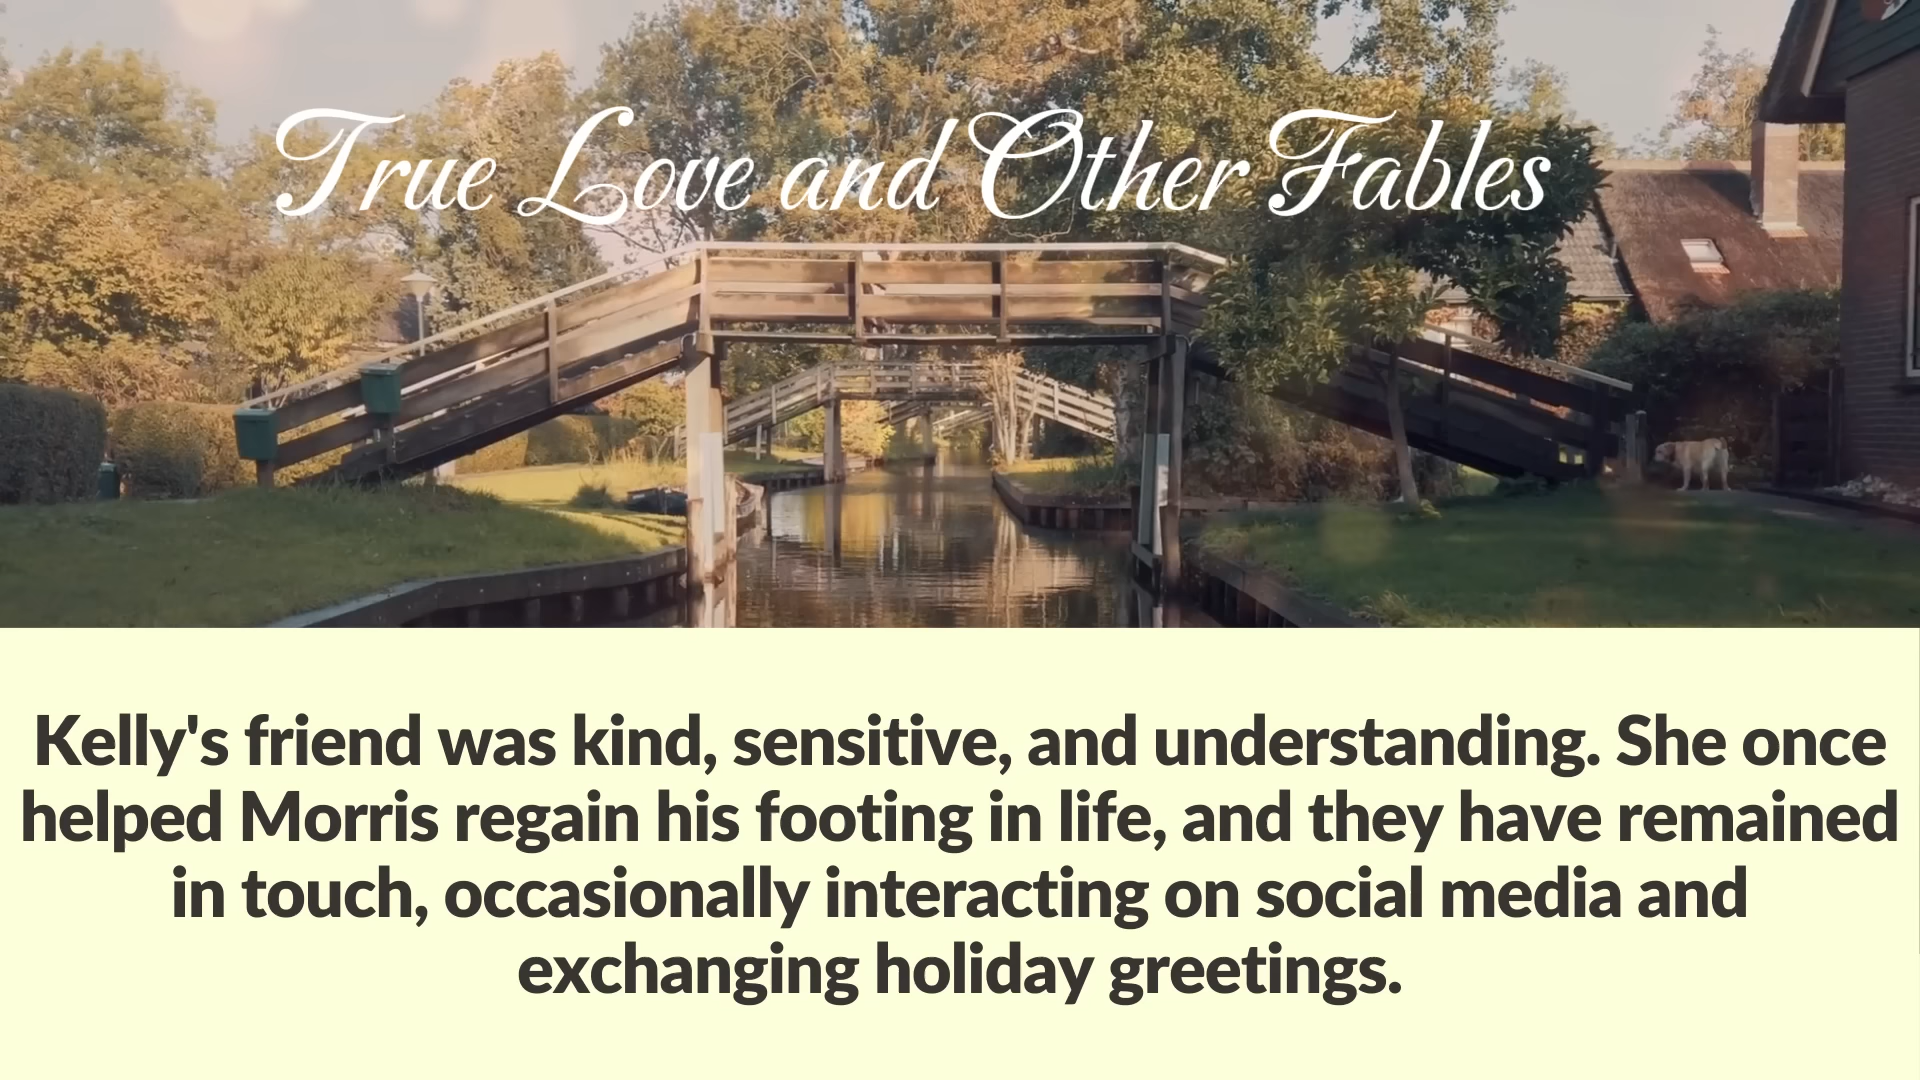 True Love and Other Fables
Kelly's friend was kind, sensitive, and understanding. She once
helped Morris regain his footing in life, and they have remained
in touch, occasionally interacting on social media and
exchanging holiday greetings.